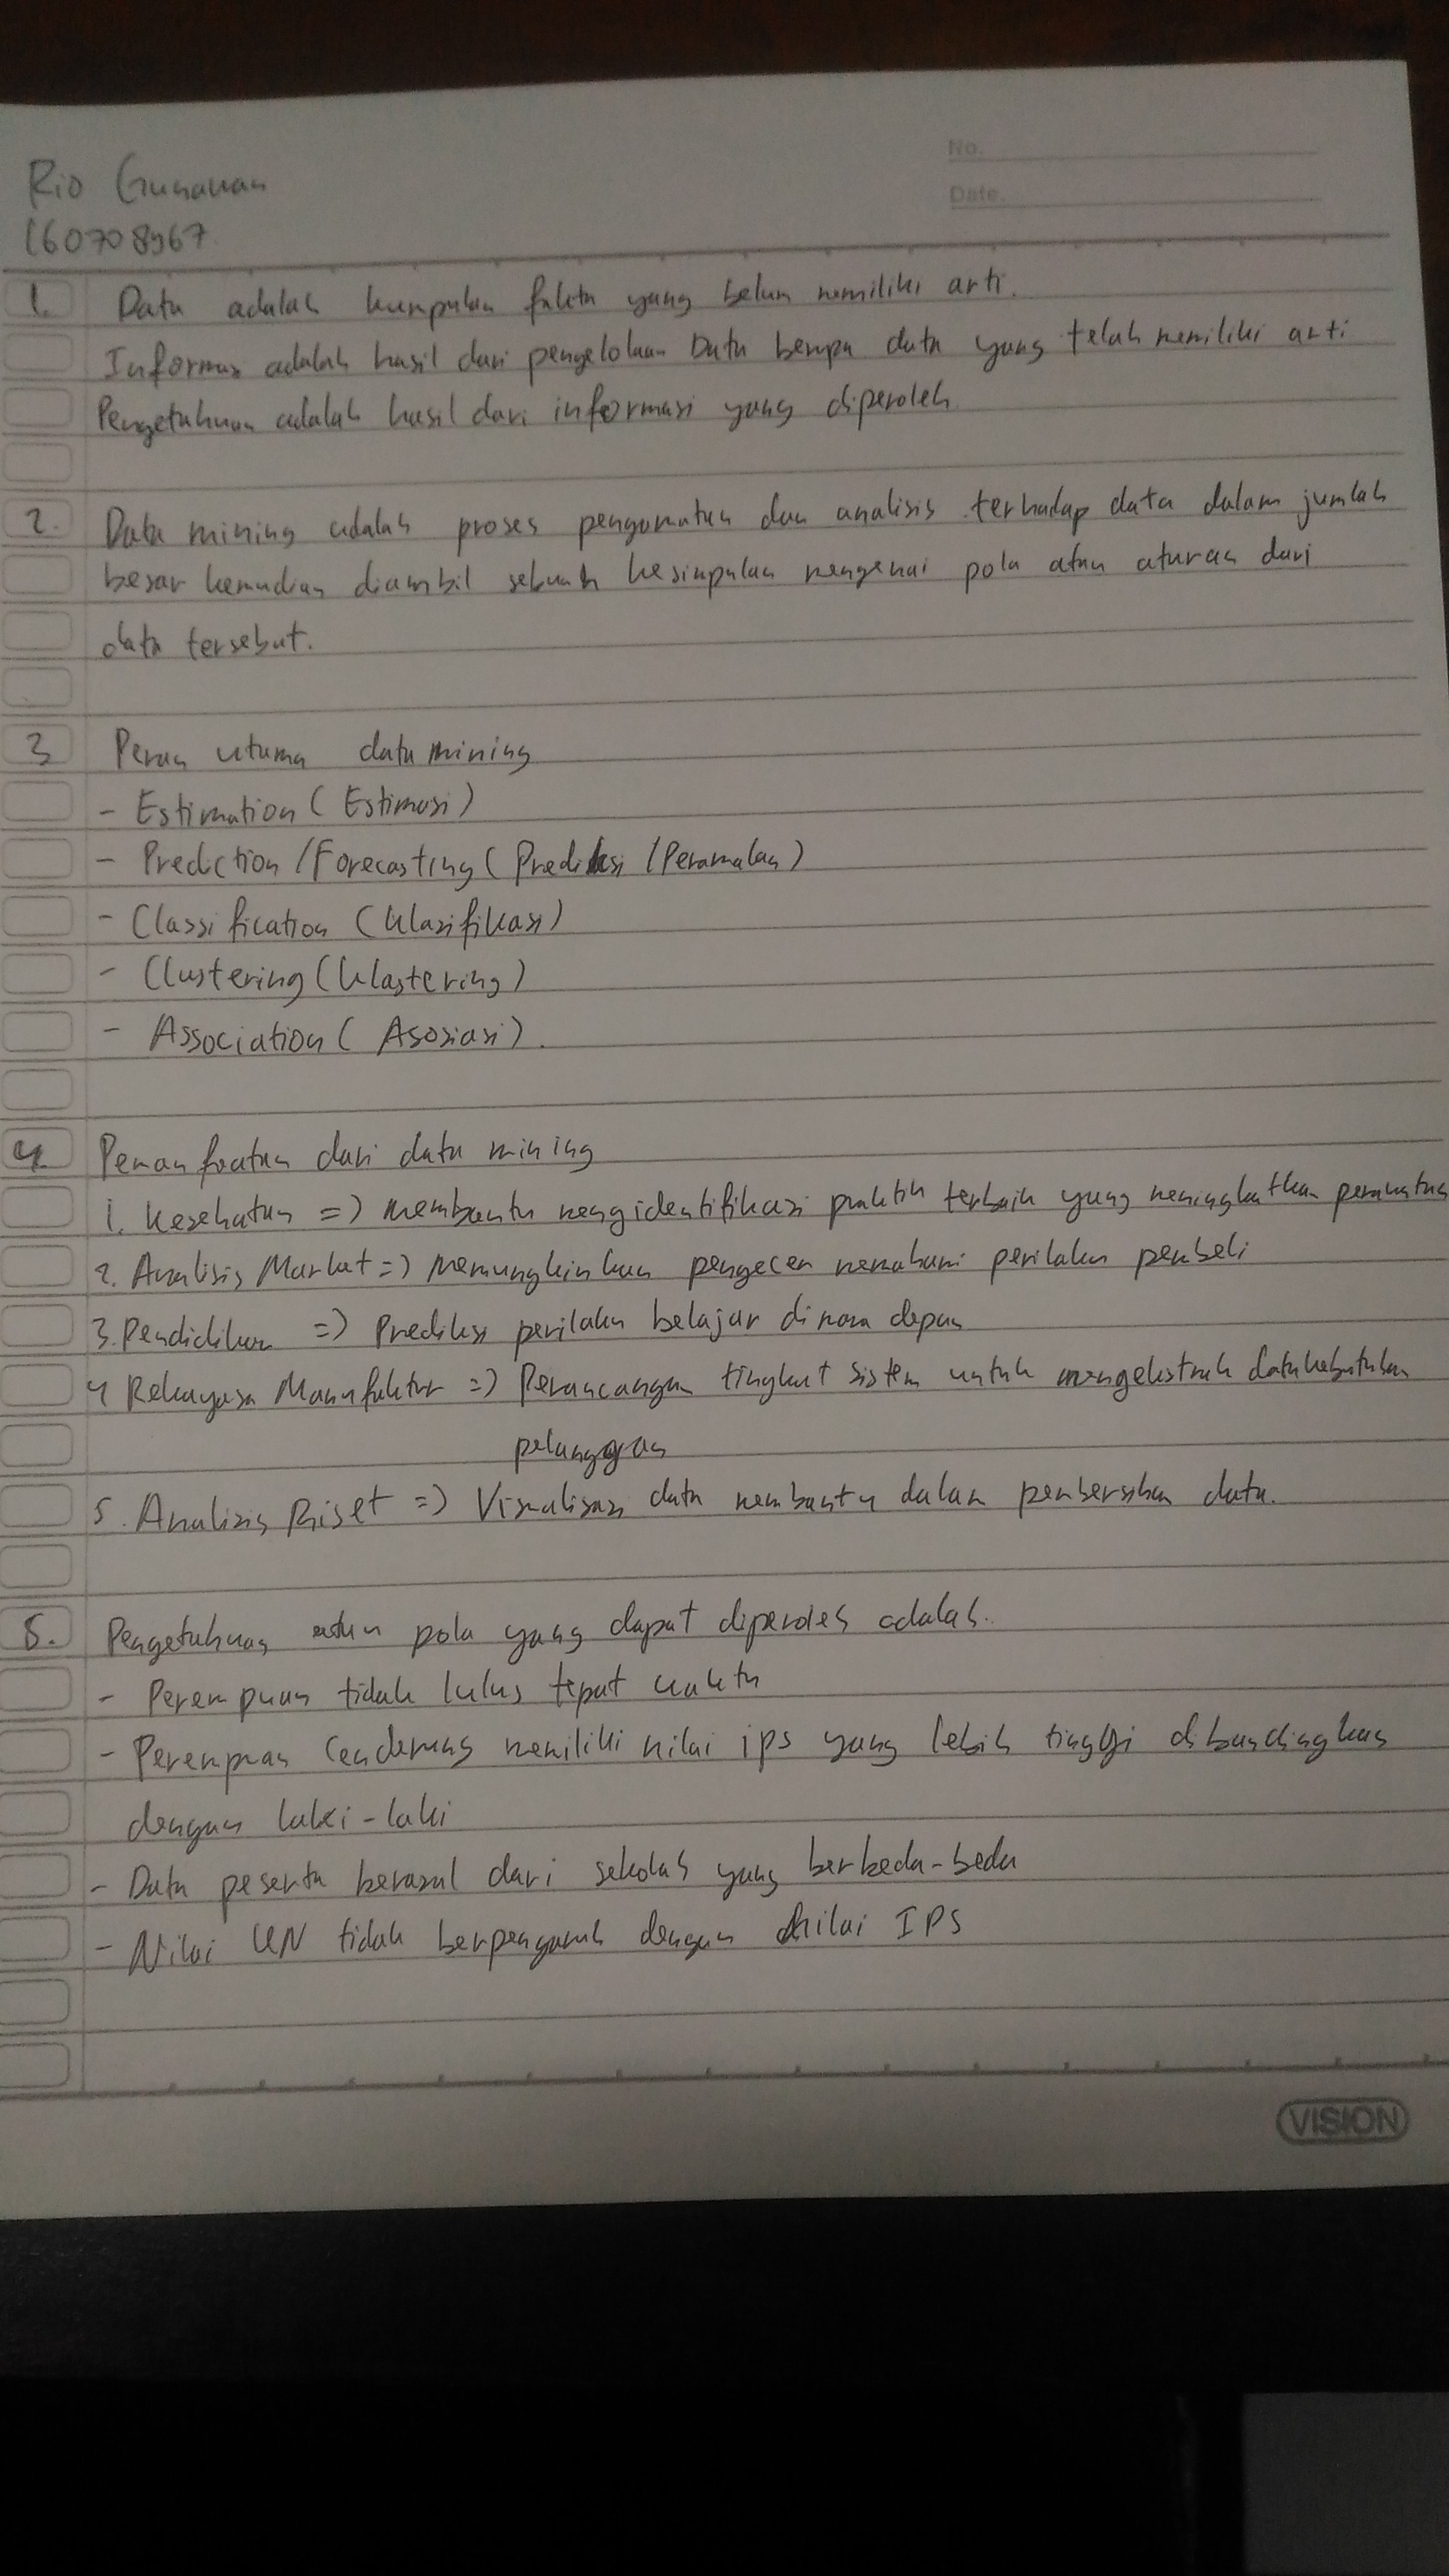 No.
Date.
Rio Gunawan
160708967
1. Data adalah kumpulan fakta yang belum memiliki arti.
Informasi adalah hasil dari pengelolaan Data berupa data yang telah memiliki arti
Pengetahuan adalah hasil dari informasi yang diperoleh.
2. Data mining adalah proses pengamatan dan analisis terhadap data dalam jumlah
besar kemudian diambil sebuah kesimpulan mengenai pola atau aturan dari
data tersebut.
3 Peran utama data mining
- Estimation (Estimasi)
- Prediction / Forecasting (Prediksi / Peramalan)
- Classification (Klasifikasi)
- Clustering (Klastering)
- Association (Asosiasi).
4. Pemanfaatan dari data mining
1. Kesehatan => Membantu mengidentifikasi praktik terbaik yang meningkatkan perawatan
2. Analisis Market => Memungkinkan pengecer memahami perilaku pembeli
3. Pendidikan => Prediksi perilaku belajar di masa depan
4 Rekayasa Manufaktur => Perancangan tingkat sistem untuk mengekstrak data kebutuhan
pelanggan
5. Analisis Riset => Visualisasi data membantu dalam pembersihan data.
5. Pengetahuan atau pola yang dapat diperoleh adalah.
- Perempuan tidak lulus tepat waktu
- Perempuan cenderung memiliki nilai ips yang lebih tinggi dibandingkan
dengan laki-laki
- Data peserta berasal dari sekolah yang berbeda-beda
- Nilai UN tidak berpengaruh dengan nilai IPS
VISION